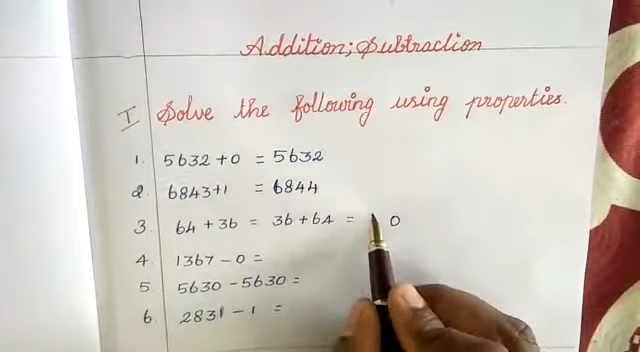 Addition; Subtraction
I Solve the following using properties.
1. 5632 + 0 = 5632
2. 6843+1 = 6844
3. 64 + 36 = 36 + 64 = 0
4. 1367 - 0 =
5 5630 - 5630 =
6. 2831 - 1 =